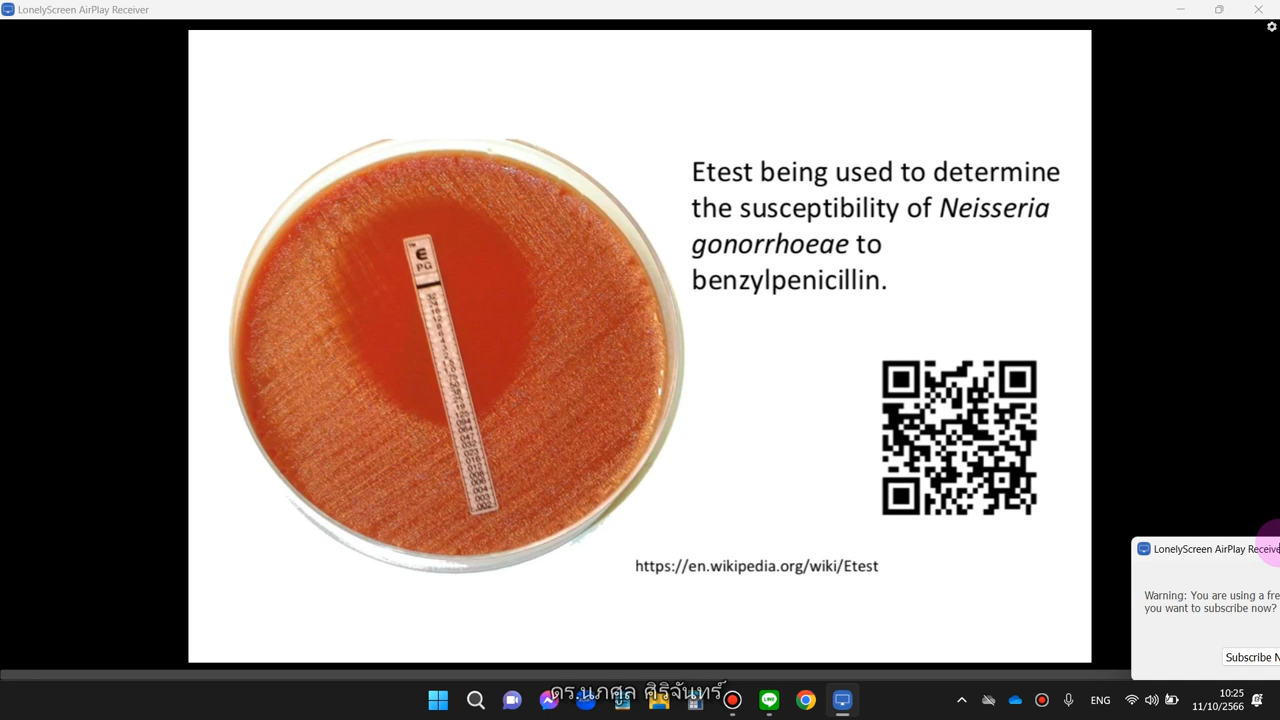 LonelyScreen AirPlay Receiver
Etest being used to determine
the susceptibility of Neisseria
gonorrhoeae to
benzylpenicillin.
E
PG
https://en.wikipedia.org/wiki/Etest
LonelyScreen AirPlay Receive
Warning: You are using a fre
you want to subscribe now?
Subscribe N
ดร.นภศูล ศิริจันทร์
ENG
10:25
11/10/2566